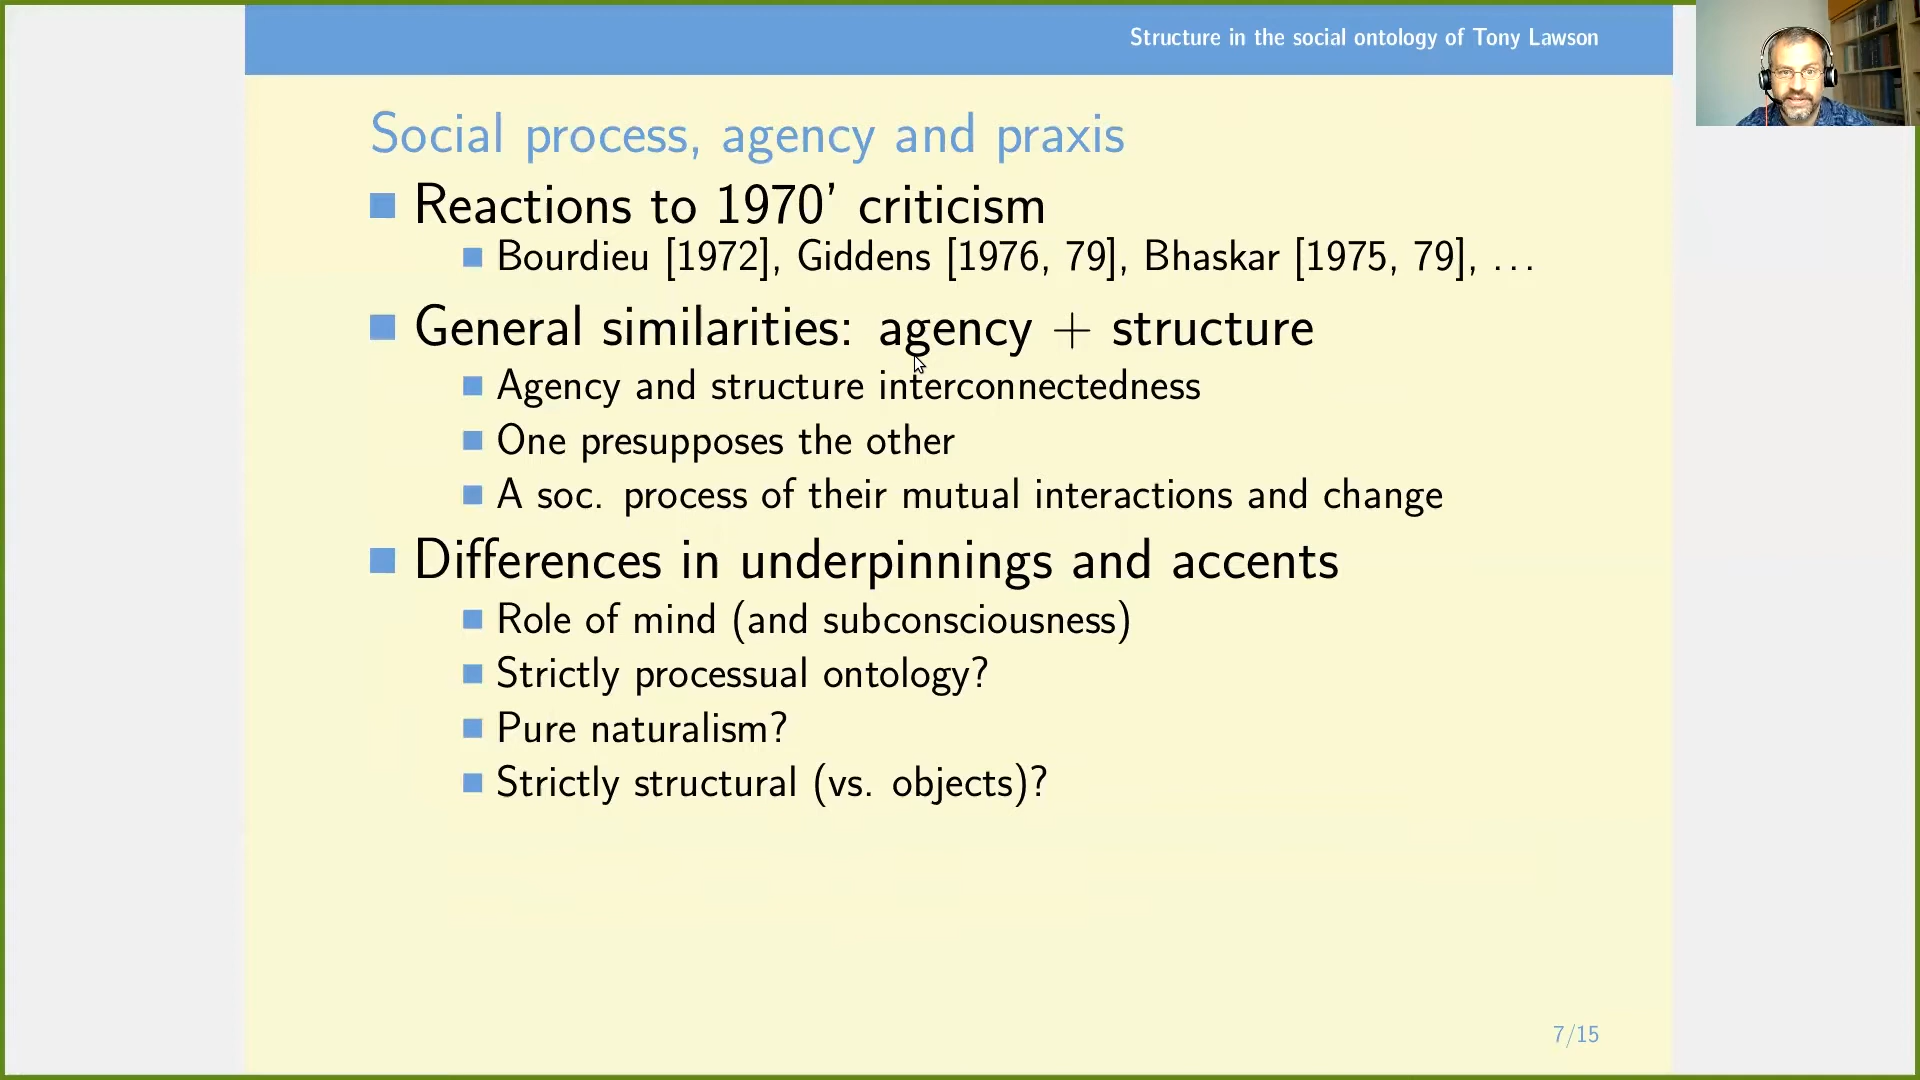 Structure in the social ontology of Tony Lawson
Social process, agency and praxis
Reactions to 1970’ criticism
Bourdieu [1972], Giddens [1976, 79], Bhaskar [1975, 79], ...
General similarities: agency + structure
Agency and structure interconnectedness
One presupposes the other
A soc. process of their mutual interactions and change
Differences in underpinnings and accents
Role of mind (and subconsciousness)
Strictly processual ontology?
Pure naturalism?
Strictly structural (vs. objects)?
7/15